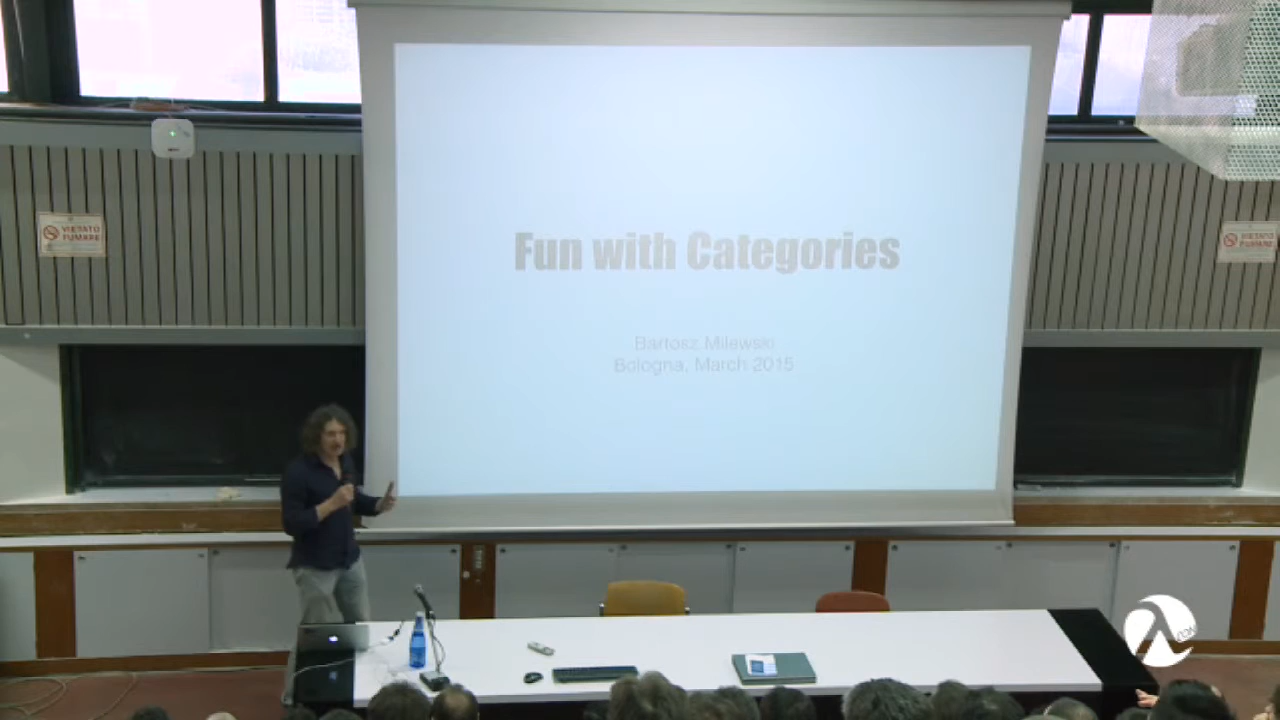 Fun with Categories
Bartosz Milewski
Bologna, March 2015
VIETATO
FUMARE
VIETATO
FUMARE